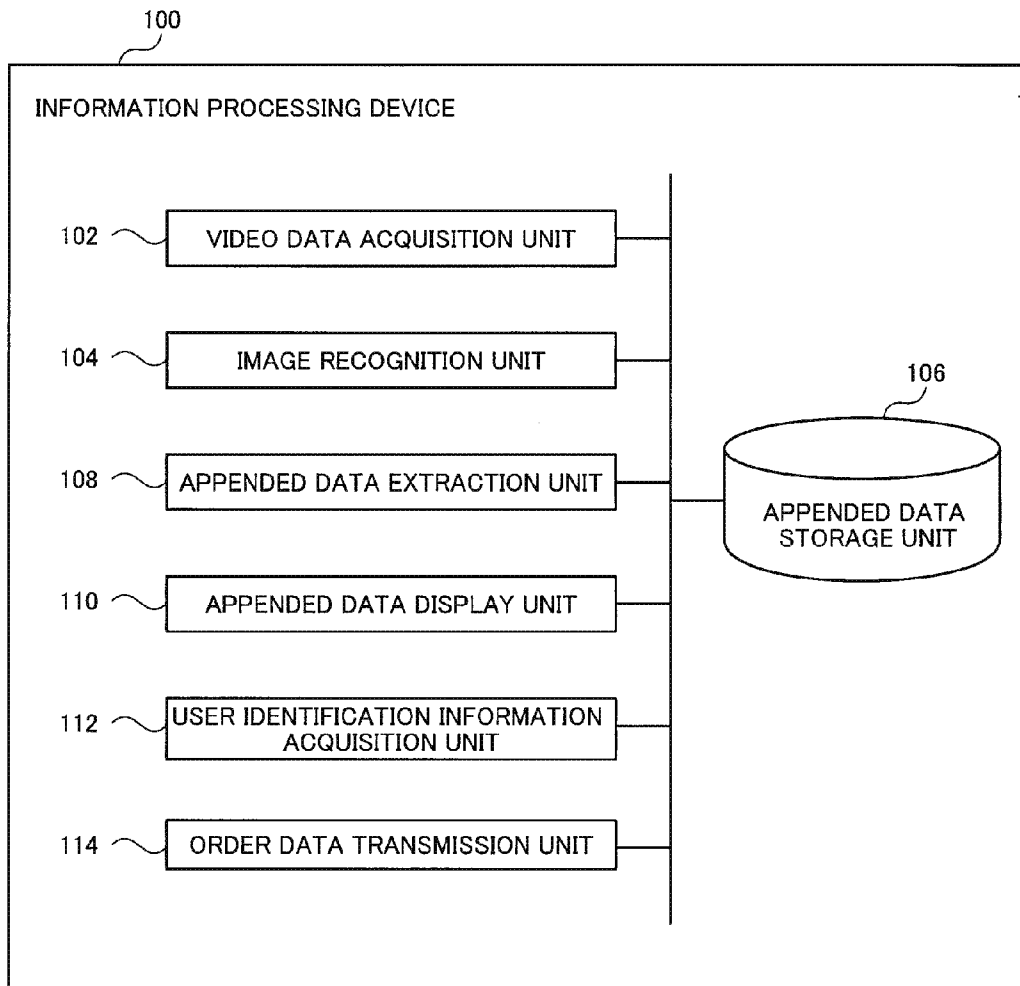 100
INFORMATION PROCESSING DEVICE
102
VIDEO DATA ACQUISITION UNIT
104
IMAGE RECOGNITION UNIT
106
108
APPENDED DATA EXTRACTION UNIT
APPENDED DATA
STORAGE UNIT
110
APPENDED DATA DISPLAY UNIT
112
USER IDENTIFICATION INFORMATION
ACQUISITION UNIT
114
ORDER DATA TRANSMISSION UNIT